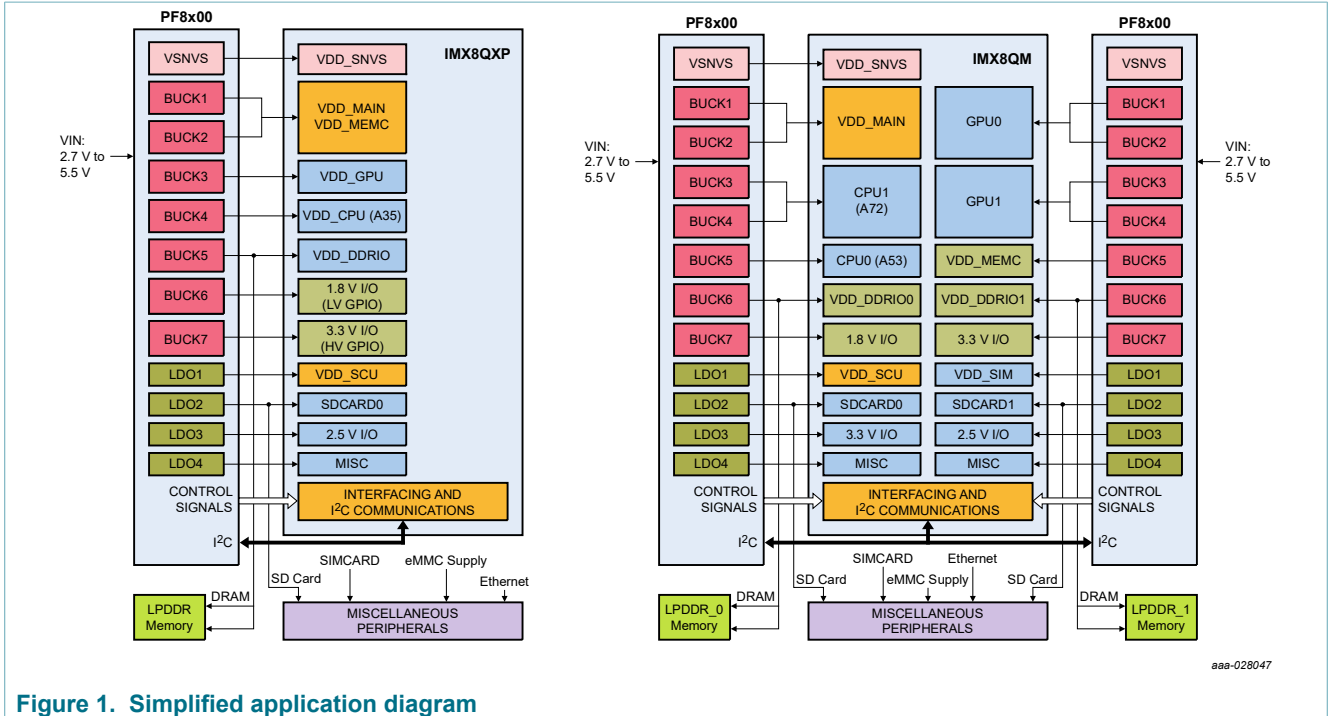 PF8x00
VSNVS
BUCK1
BUCK2
BUCK3
BUCK4
BUCK5
BUCK6
BUCK7
LDO1
LDO2
LDO3
LDO4
CONTROL
SIGNALS
I²C
VIN:
2.7 V to
5.5 V
IMX8QXP
VDD_SNVS
VDD_MAIN
VDD_MEMC
VDD_GPU
VDD_CPU (A35)
VDD_DDRIO
1.8 V I/O
(LV GPIO)
3.3 V I/O
(HV GPIO)
VDD_SCU
SDCARD0
2.5 V I/O
MISC
INTERFACING AND
I²C COMMUNICATIONS
SIMCARD
eMMC Supply
SD Card
Ethernet
DRAM
LPDDR
Memory
MISCELLANEOUS
PERIPHERALS
PF8x00
VSNVS
BUCK1
BUCK2
BUCK3
BUCK4
BUCK5
BUCK6
BUCK7
LDO1
LDO2
LDO3
LDO4
CONTROL
SIGNALS
I²C
VIN:
2.7 V to
5.5 V
IMX8QM
VDD_SNVS
VDD_MAIN
CPU1
(A72)
CPU0 (A53)
VDD_DDRIO0
1.8 V I/O
VDD_SCU
SDCARD0
3.3 V I/O
MISC
GPU0
GPU1
VDD_MEMC
VDD_DDRIO1
3.3 V I/O
VDD_SIM
SDCARD1
2.5 V I/O
MISC
INTERFACING AND
I²C COMMUNICATIONS
PF8x00
VSNVS
BUCK1
BUCK2
BUCK3
BUCK4
BUCK5
BUCK6
BUCK7
LDO1
LDO2
LDO3
LDO4
CONTROL
SIGNALS
I²C
VIN:
2.7 V to
5.5 V
SIMCARD
Ethernet
SD Card
eMMC Supply
SD Card
DRAM
LPDDR_0
Memory
MISCELLANEOUS
PERIPHERALS
DRAM
LPDDR_1
Memory
aaa-028047
Figure 1. Simplified application diagram